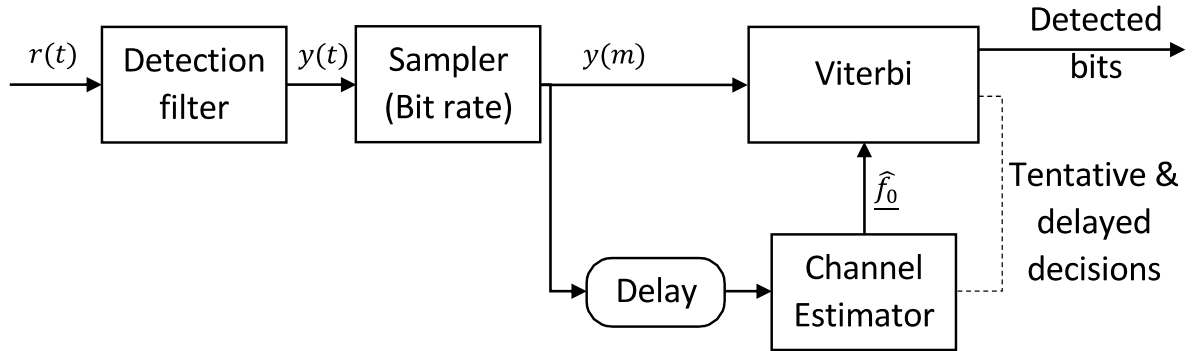 r(t)
Detection
filter
y(t)
Sampler
(Bit rate)
y(m)
Viterbi
Detected
bits
Tentative &
delayed
decisions
f̂₀
Delay
Channel
Estimator